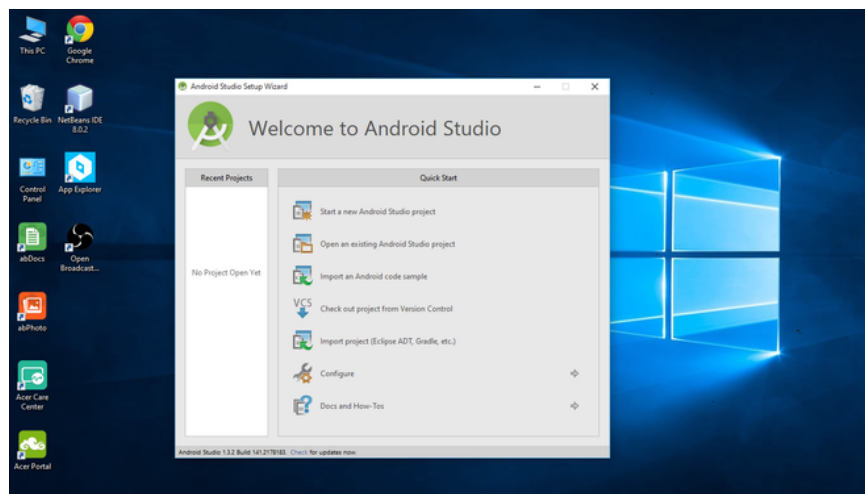 This PC
Google
Chrome
Recycle Bin
NetBeans IDE
8.0.2
Control
Panel
App Explorer
abDocs
Open
Broadcast...
abPhoto
Acer Care
Center
Acer Portal
Android Studio Setup Wizard
Welcome to Android Studio
Recent Projects
No Project Open Yet
Quick Start
Start a new Android Studio project
Open an existing Android Studio project
Import an Android code sample
VCS
Check out project from Version Control
Import project (Eclipse ADT, Gradle, etc.)
Configure
Docs and How-Tos
Android Studio 1.3.2 Build 141.2178183. Check for updates now.